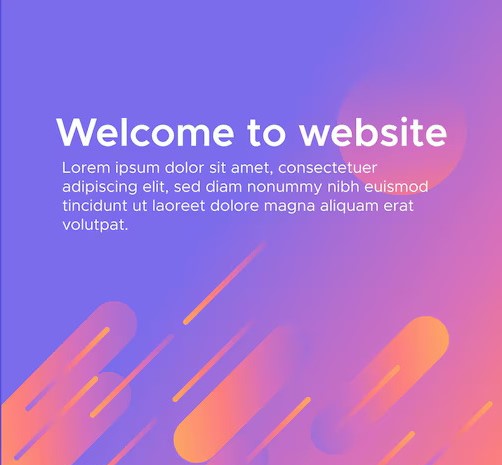 Welcome to website
Lorem ipsum dolor sit amet, consectetuer
adipiscing elit, sed diam nonummy nibh euismod
tincidunt ut laoreet dolore magna aliquam erat
volutpat.